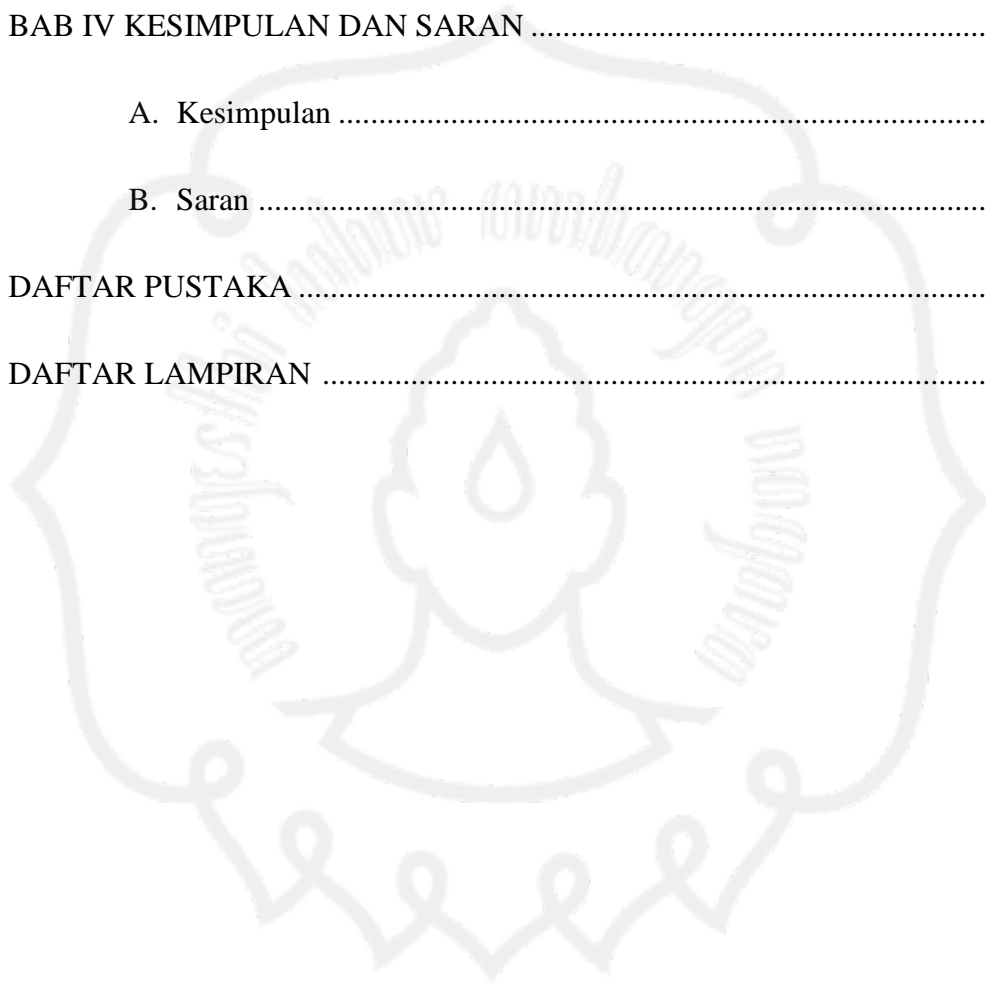 BAB IV KESIMPULAN DAN SARAN .........................................................
A. Kesimpulan .................................................................................
B. Saran ...........................................................................................
DAFTAR PUSTAKA ......................................................................................
DAFTAR LAMPIRAN ...................................................................................